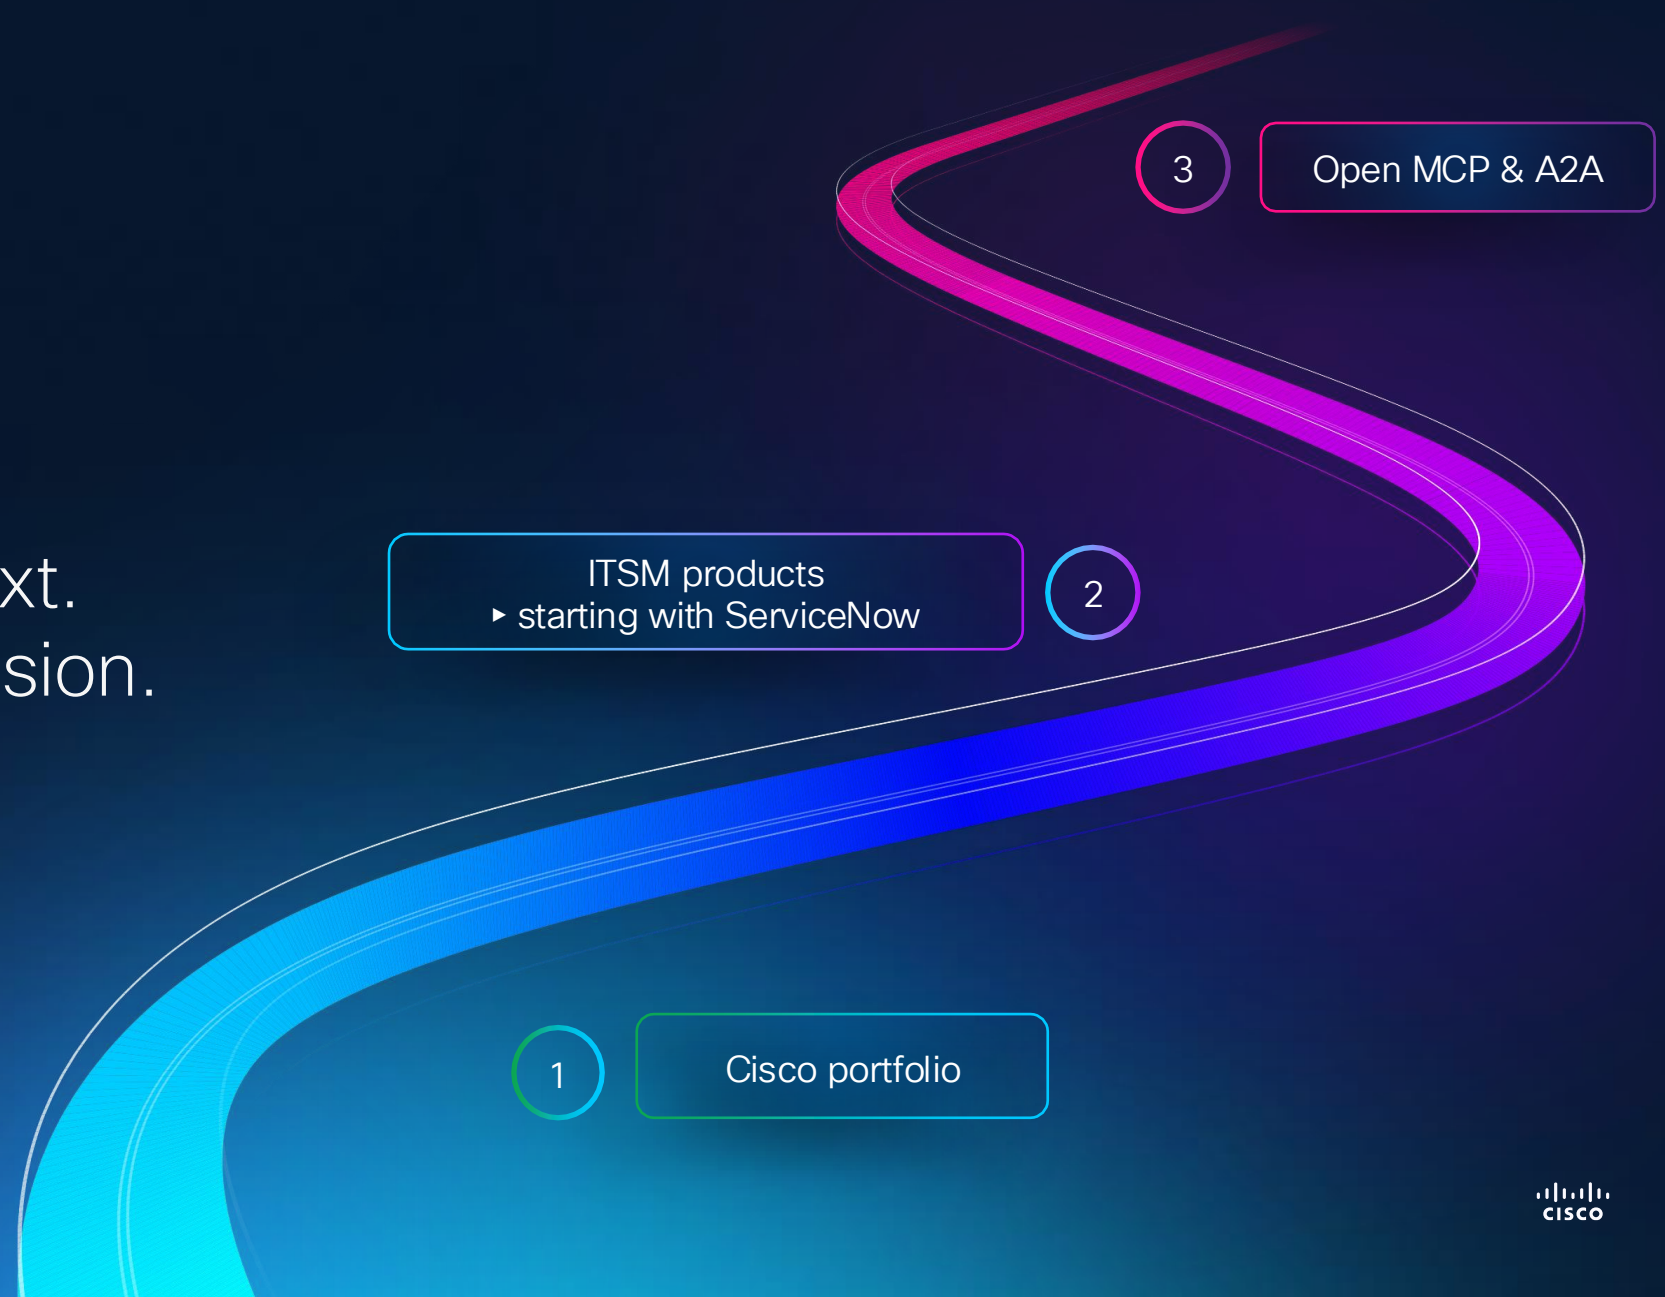 3
Open MCP & A2A
xt.
sion.
ITSM products
▸ starting with ServiceNow
2
1
Cisco portfolio
CISCO